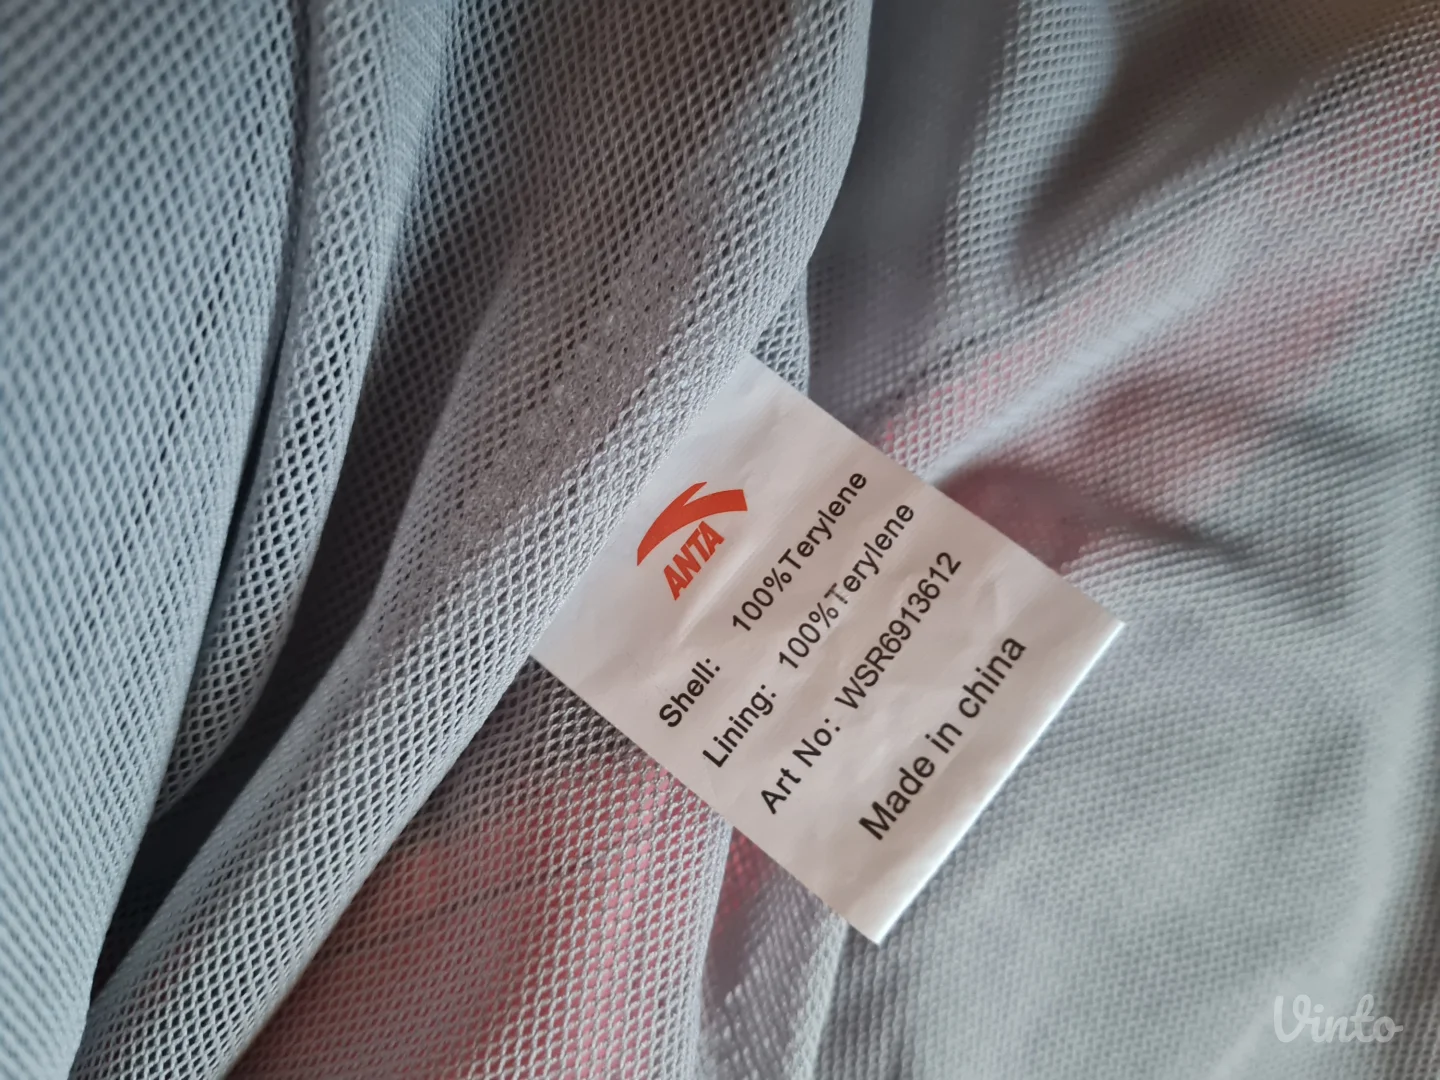 ANTA
Shell: 100%Terylene
Lining: 100%Terylene
Art No: WSR6913612
Made in china
Vinto